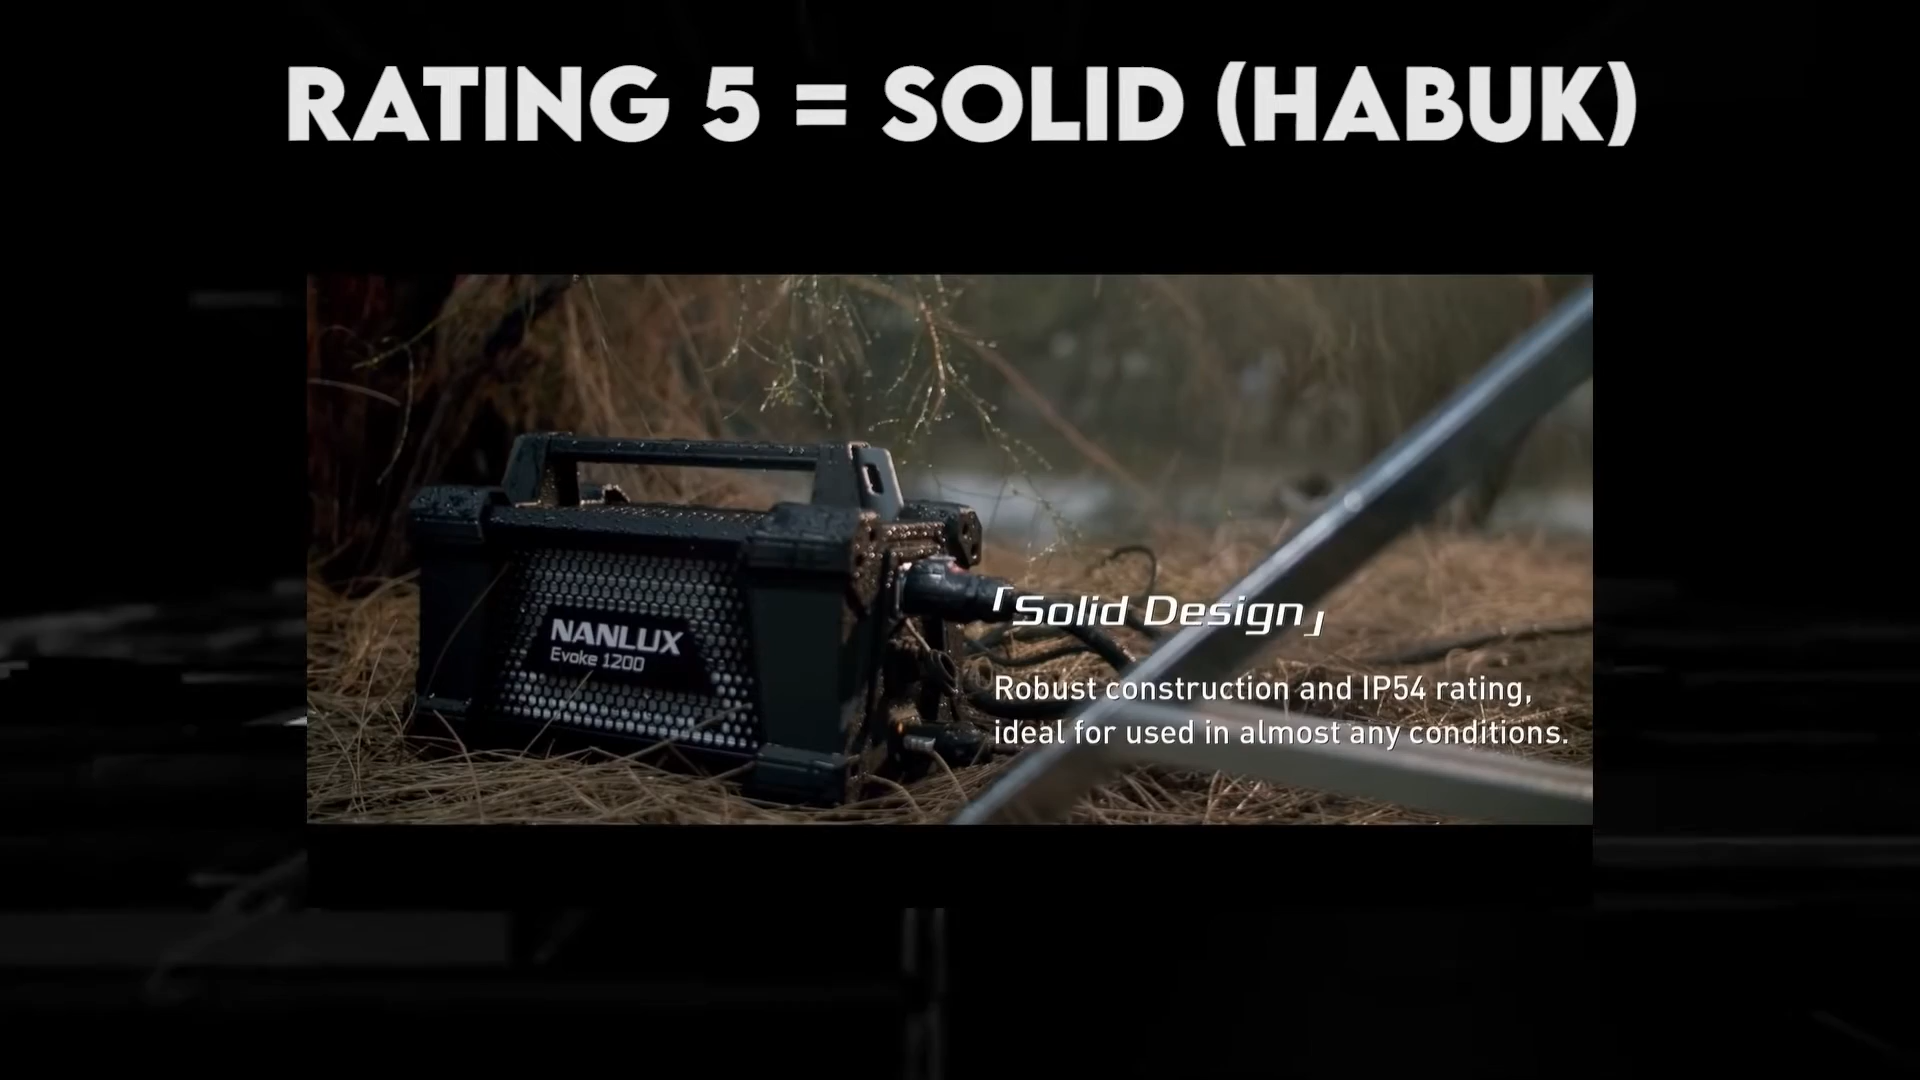 RATING 5 = SOLID (HABUK)
NANLUX
Evoke 1200
「Solid Design」
Robust construction and IP54 rating,
ideal for used in almost any conditions.